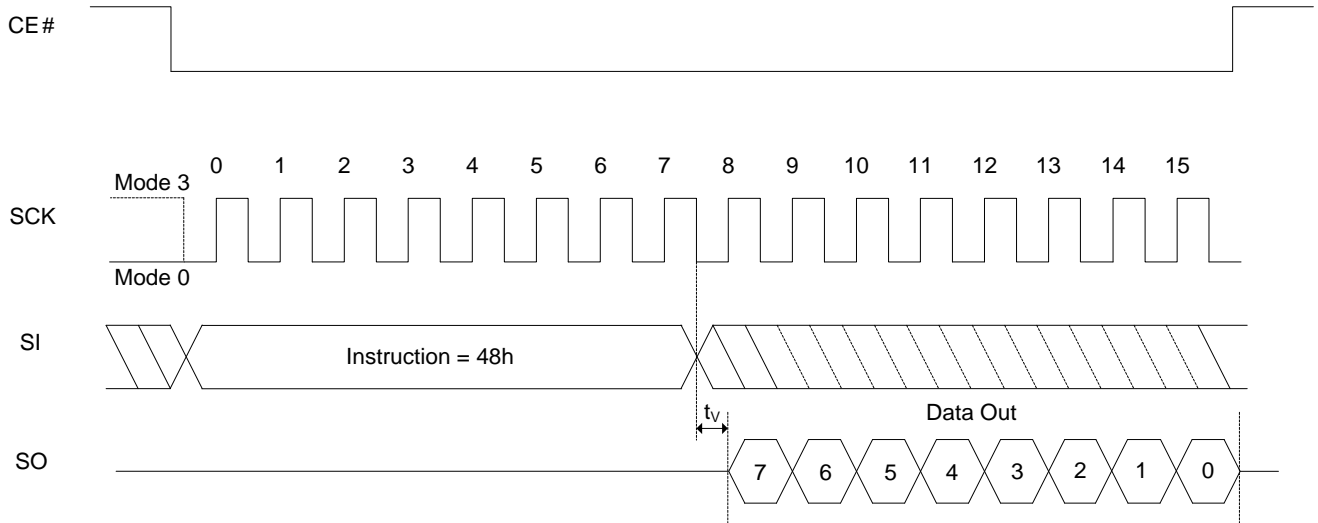 CE#
0 1 2 3 4 5 6 7 8 9 10 11 12 13 14 15
Mode 3
SCK
Mode 0
SI
Instruction = 48h
tV
Data Out
SO
7 6 5 4 3 2 1 0